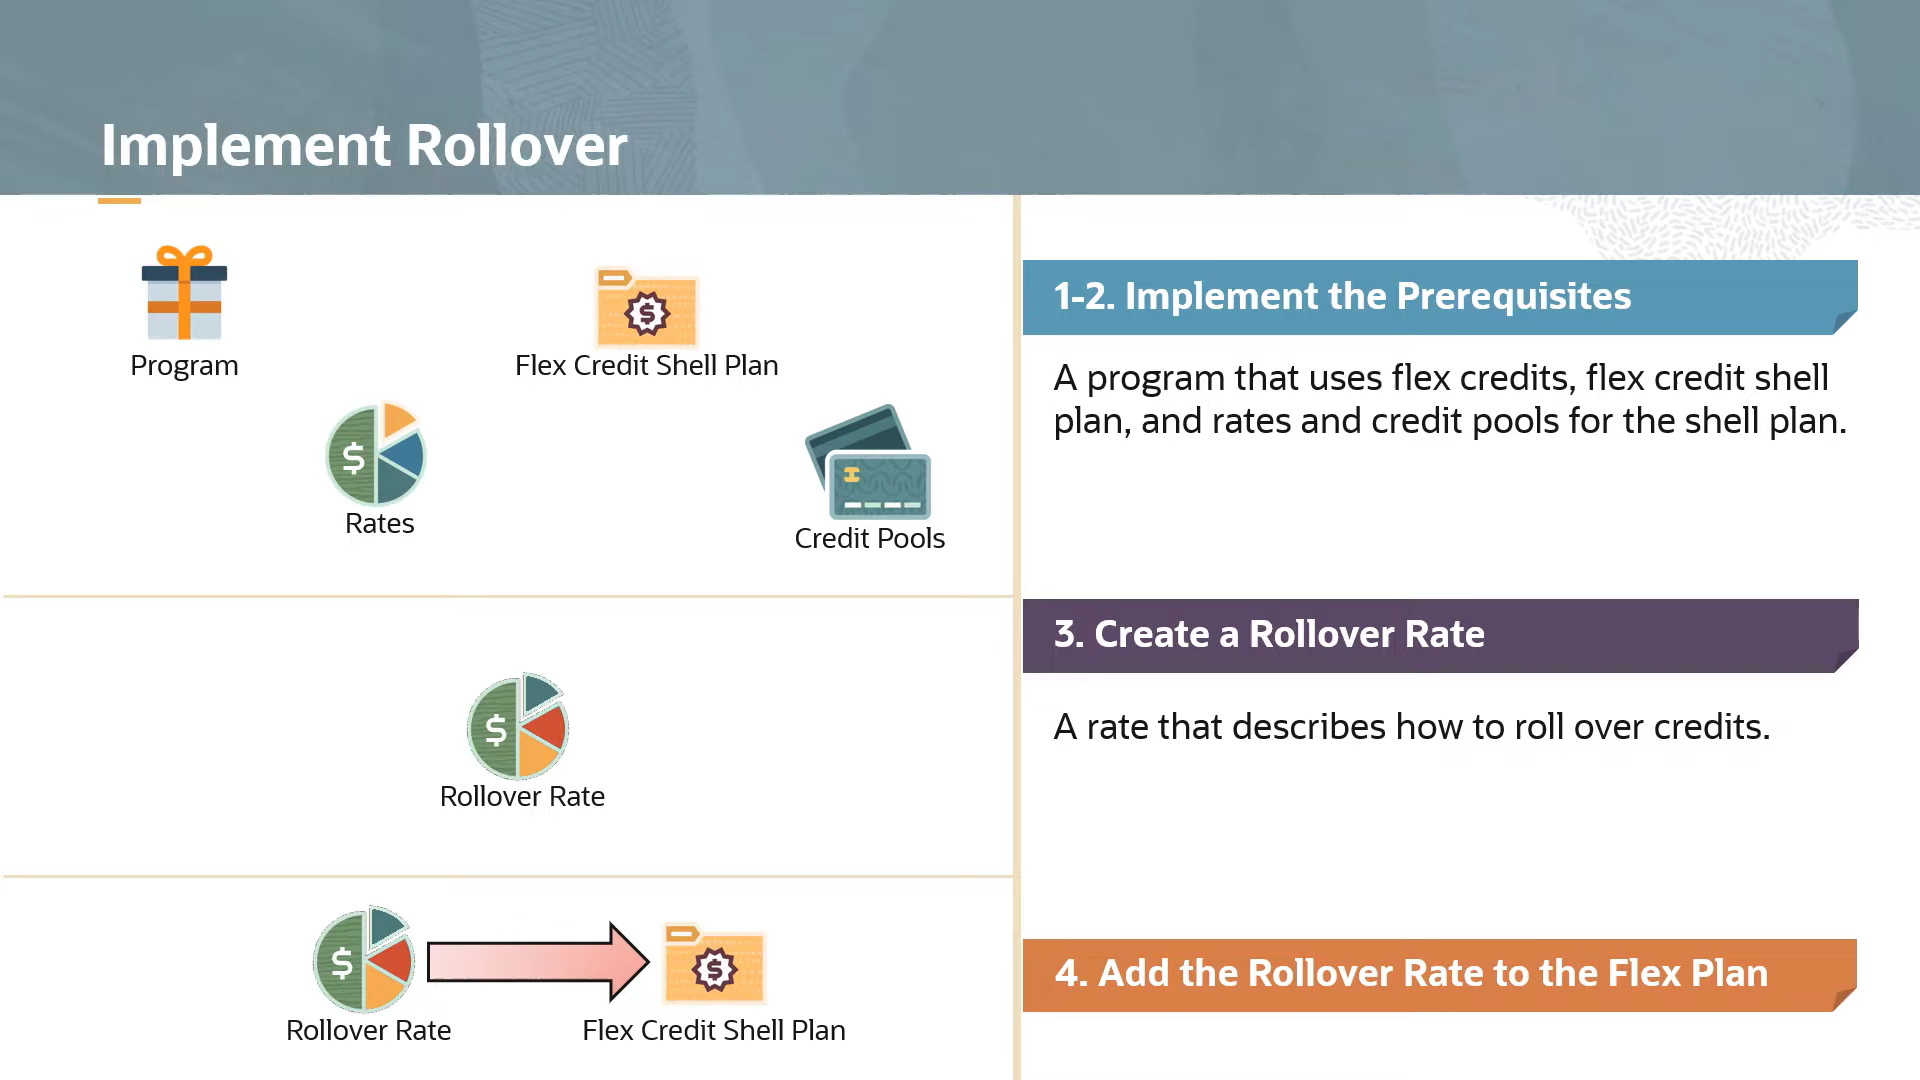 Implement Rollover
Program
Flex Credit Shell Plan
$
$
Rates
Credit Pools
1-2. Implement the Prerequisites
A program that uses flex credits, flex credit shell
plan, and rates and credit pools for the shell plan.
$
Rollover Rate
3. Create a Rollover Rate
A rate that describes how to roll over credits.
$
$
Rollover Rate
Flex Credit Shell Plan
4. Add the Rollover Rate to the Flex Plan